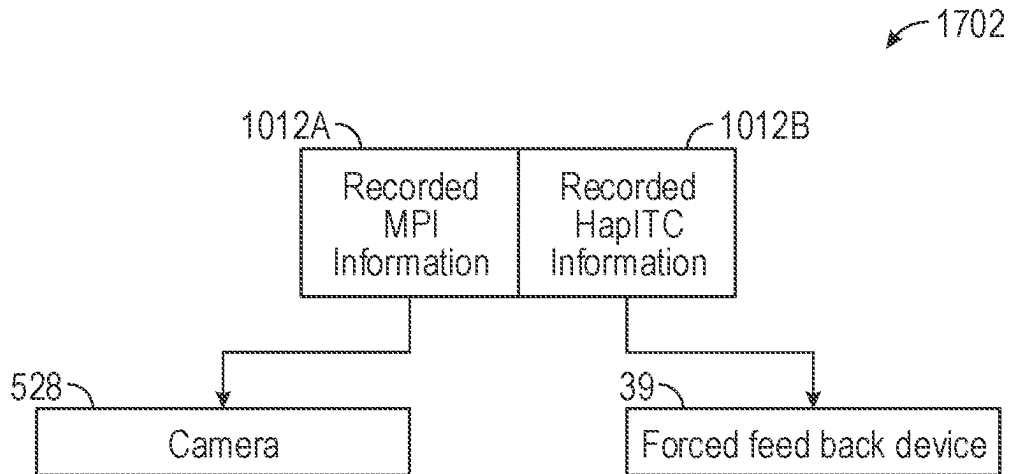 1702
1012A
1012B
Recorded
MPI
Information
Recorded
HapITC
Information
528
39
Camera
Forced feed back device